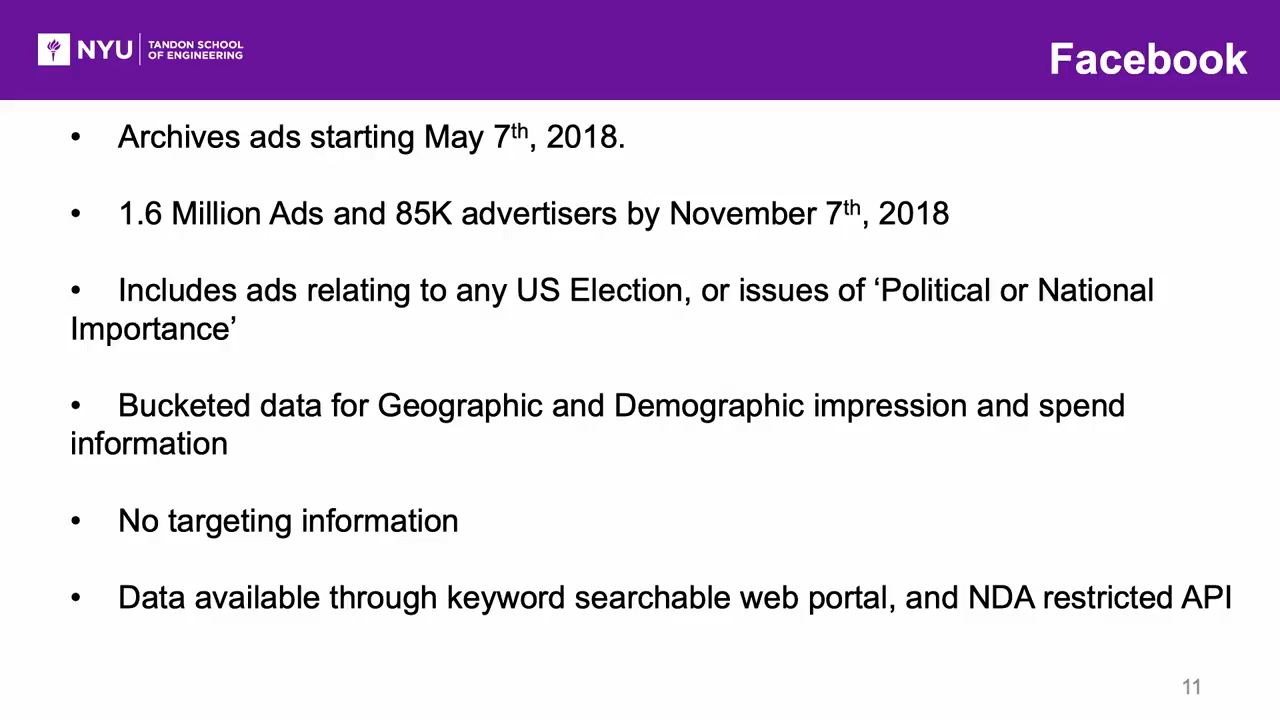 NYU
TANDON SCHOOL
OF ENGINEERING
Facebook
• Archives ads starting May 7th, 2018.
• 1.6 Million Ads and 85K advertisers by November 7th, 2018
• Includes ads relating to any US Election, or issues of ‘Political or National
Importance’
• Bucketed data for Geographic and Demographic impression and spend
information
• No targeting information
• Data available through keyword searchable web portal, and NDA restricted API
11